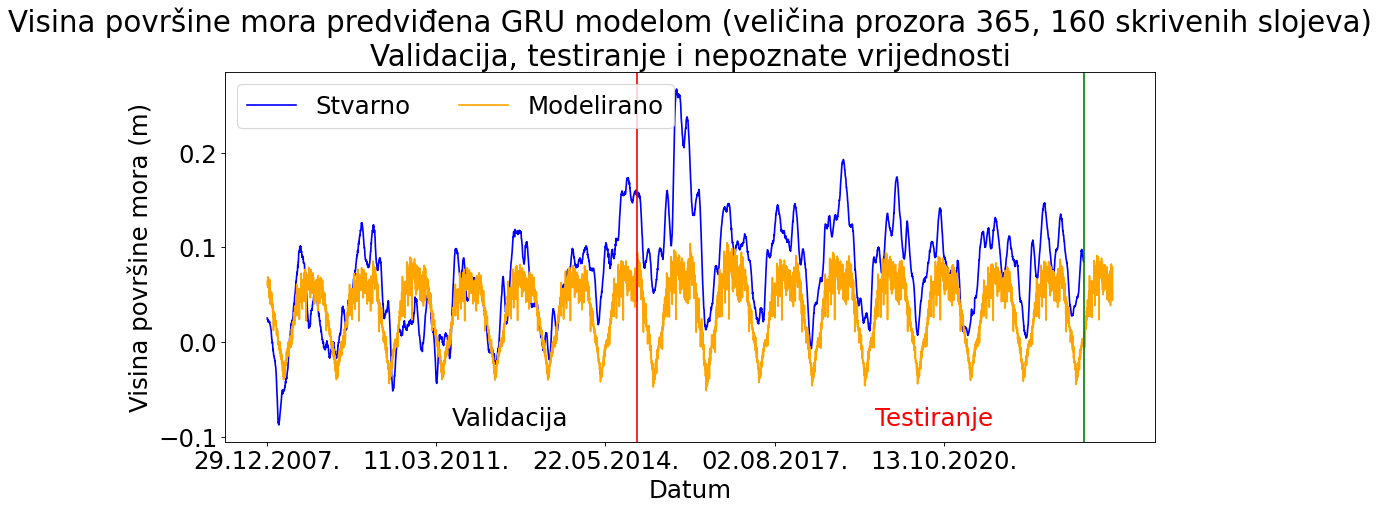 Visina površine mora predviđena GRU modelom (veličina prozora 365, 160 skrivenih slojeva)
Validacija, testiranje i nepoznate vrijednosti
Stvarno
Modelirano
Visina površine mora (m)
0.2
0.1
0.0
−0.1
Validacija
Testiranje
29.12.2007.
11.03.2011.
22.05.2014.
02.08.2017.
13.10.2020.
Datum